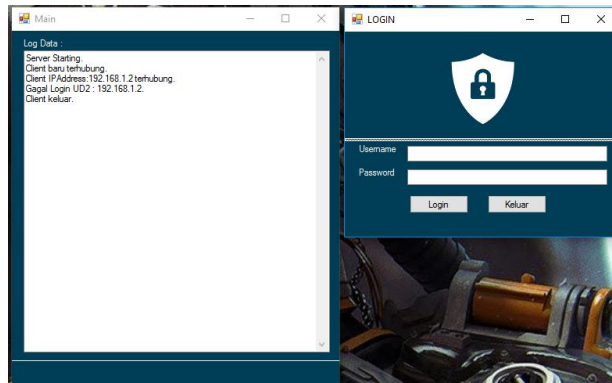 Main
Log Data :
Server Starting.
Client baru terhubung.
Client IPAddress:192.168.1.2 terhubung.
Gagal Login UD2 : 192.168.1.2.
Client keluar.
LOGIN
Username
Password
Login
Keluar